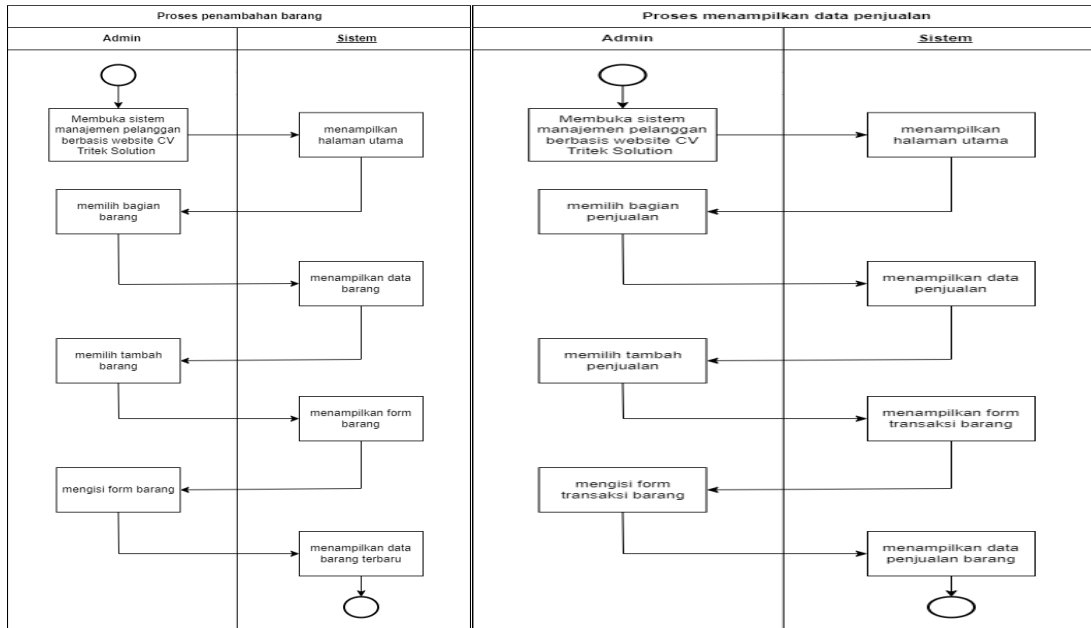 Proses penambahan barang
Admin
Sistem
Membuka sistem
manajemen pelanggan
berbasis website CV
Tritek Solution
menampilkan
halaman utama
memilih bagian
barang
menampilkan data
barang
memilih tambah
barang
menampilkan form
barang
mengisi form barang
menampilkan data
barang terbaru
Proses menampilkan data penjualan
Admin
Sistem
Membuka sistem
manajemen pelanggan
berbasis website CV
Tritek Solution
menampilkan
halaman utama
memilih bagian
penjualan
menampilkan data
penjualan
memilih tambah
penjualan
menampilkan form
transaksi barang
mengisi form
transaksi barang
menampilkan data
penjualan barang